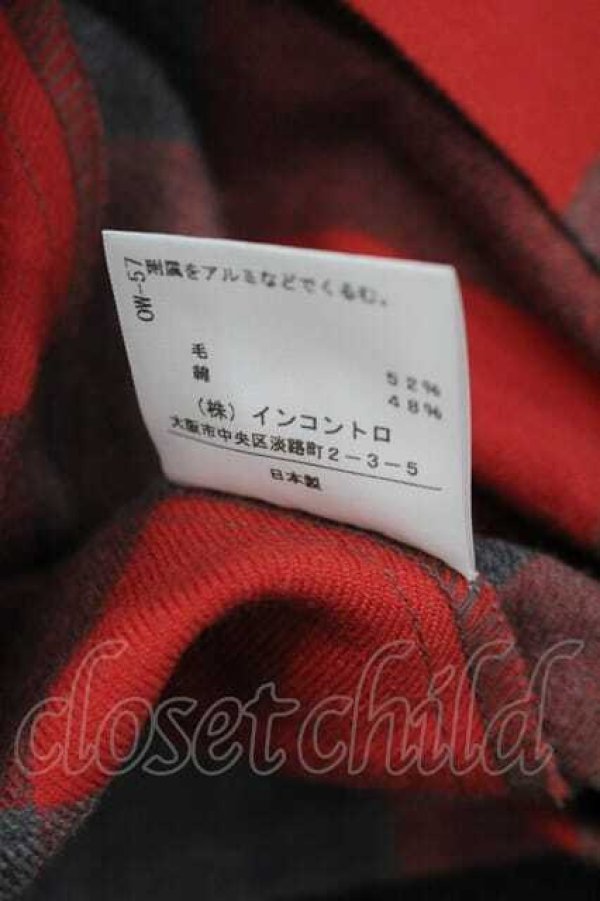 OW-57
附属をアルミなどでくるむ。
毛 52%
綿 48%
(株) インコントロ
大阪市中央区淡路町2-3-5
日本製
closetchild